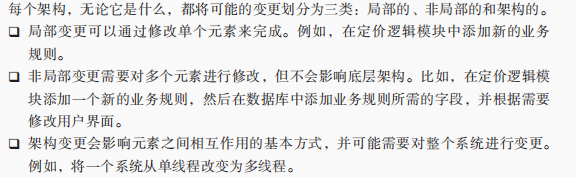 每个架构，无论它是什么，都将可能的变更划分为三类：局部的、非局部的和架构的。
❑ 局部变更可以通过修改单个元素来完成。例如，在定价逻辑模块中添加新的业务
规则。
❑ 非局部变更需要对多个元素进行修改，但不会影响底层架构。比如，在定价逻辑模
块添加一个新的业务规则，然后在数据库中添加业务规则所需的字段，并根据需要
修改用户界面。
❑ 架构变更会影响元素之间相互作用的基本方式，并可能需要对整个系统进行变更。
例如，将一个系统从单线程改变为多线程。